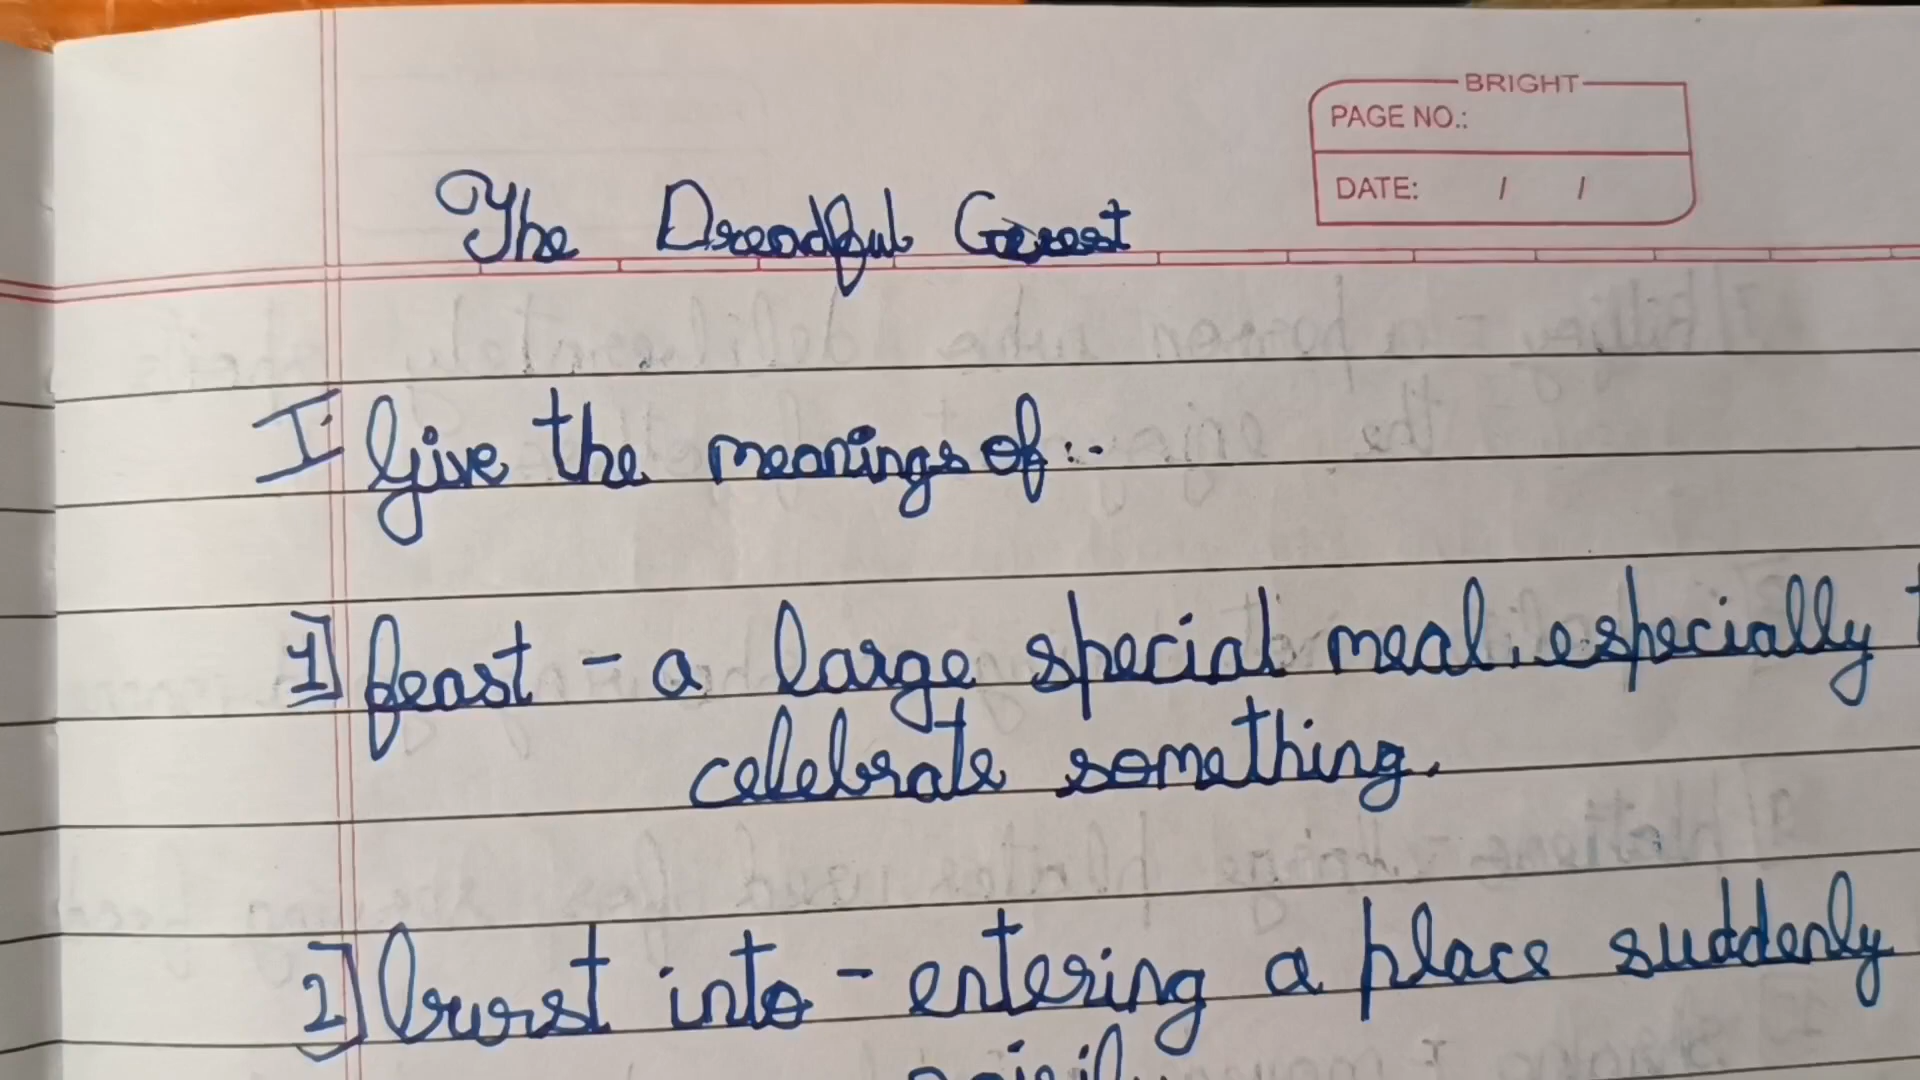 BRIGHT
PAGE NO.:
DATE: / /
The Dreadful Guest
I Give the meanings of :-
1] feast - a large special meal, especially
celebrate something.
2] burst into - entering a place suddenly